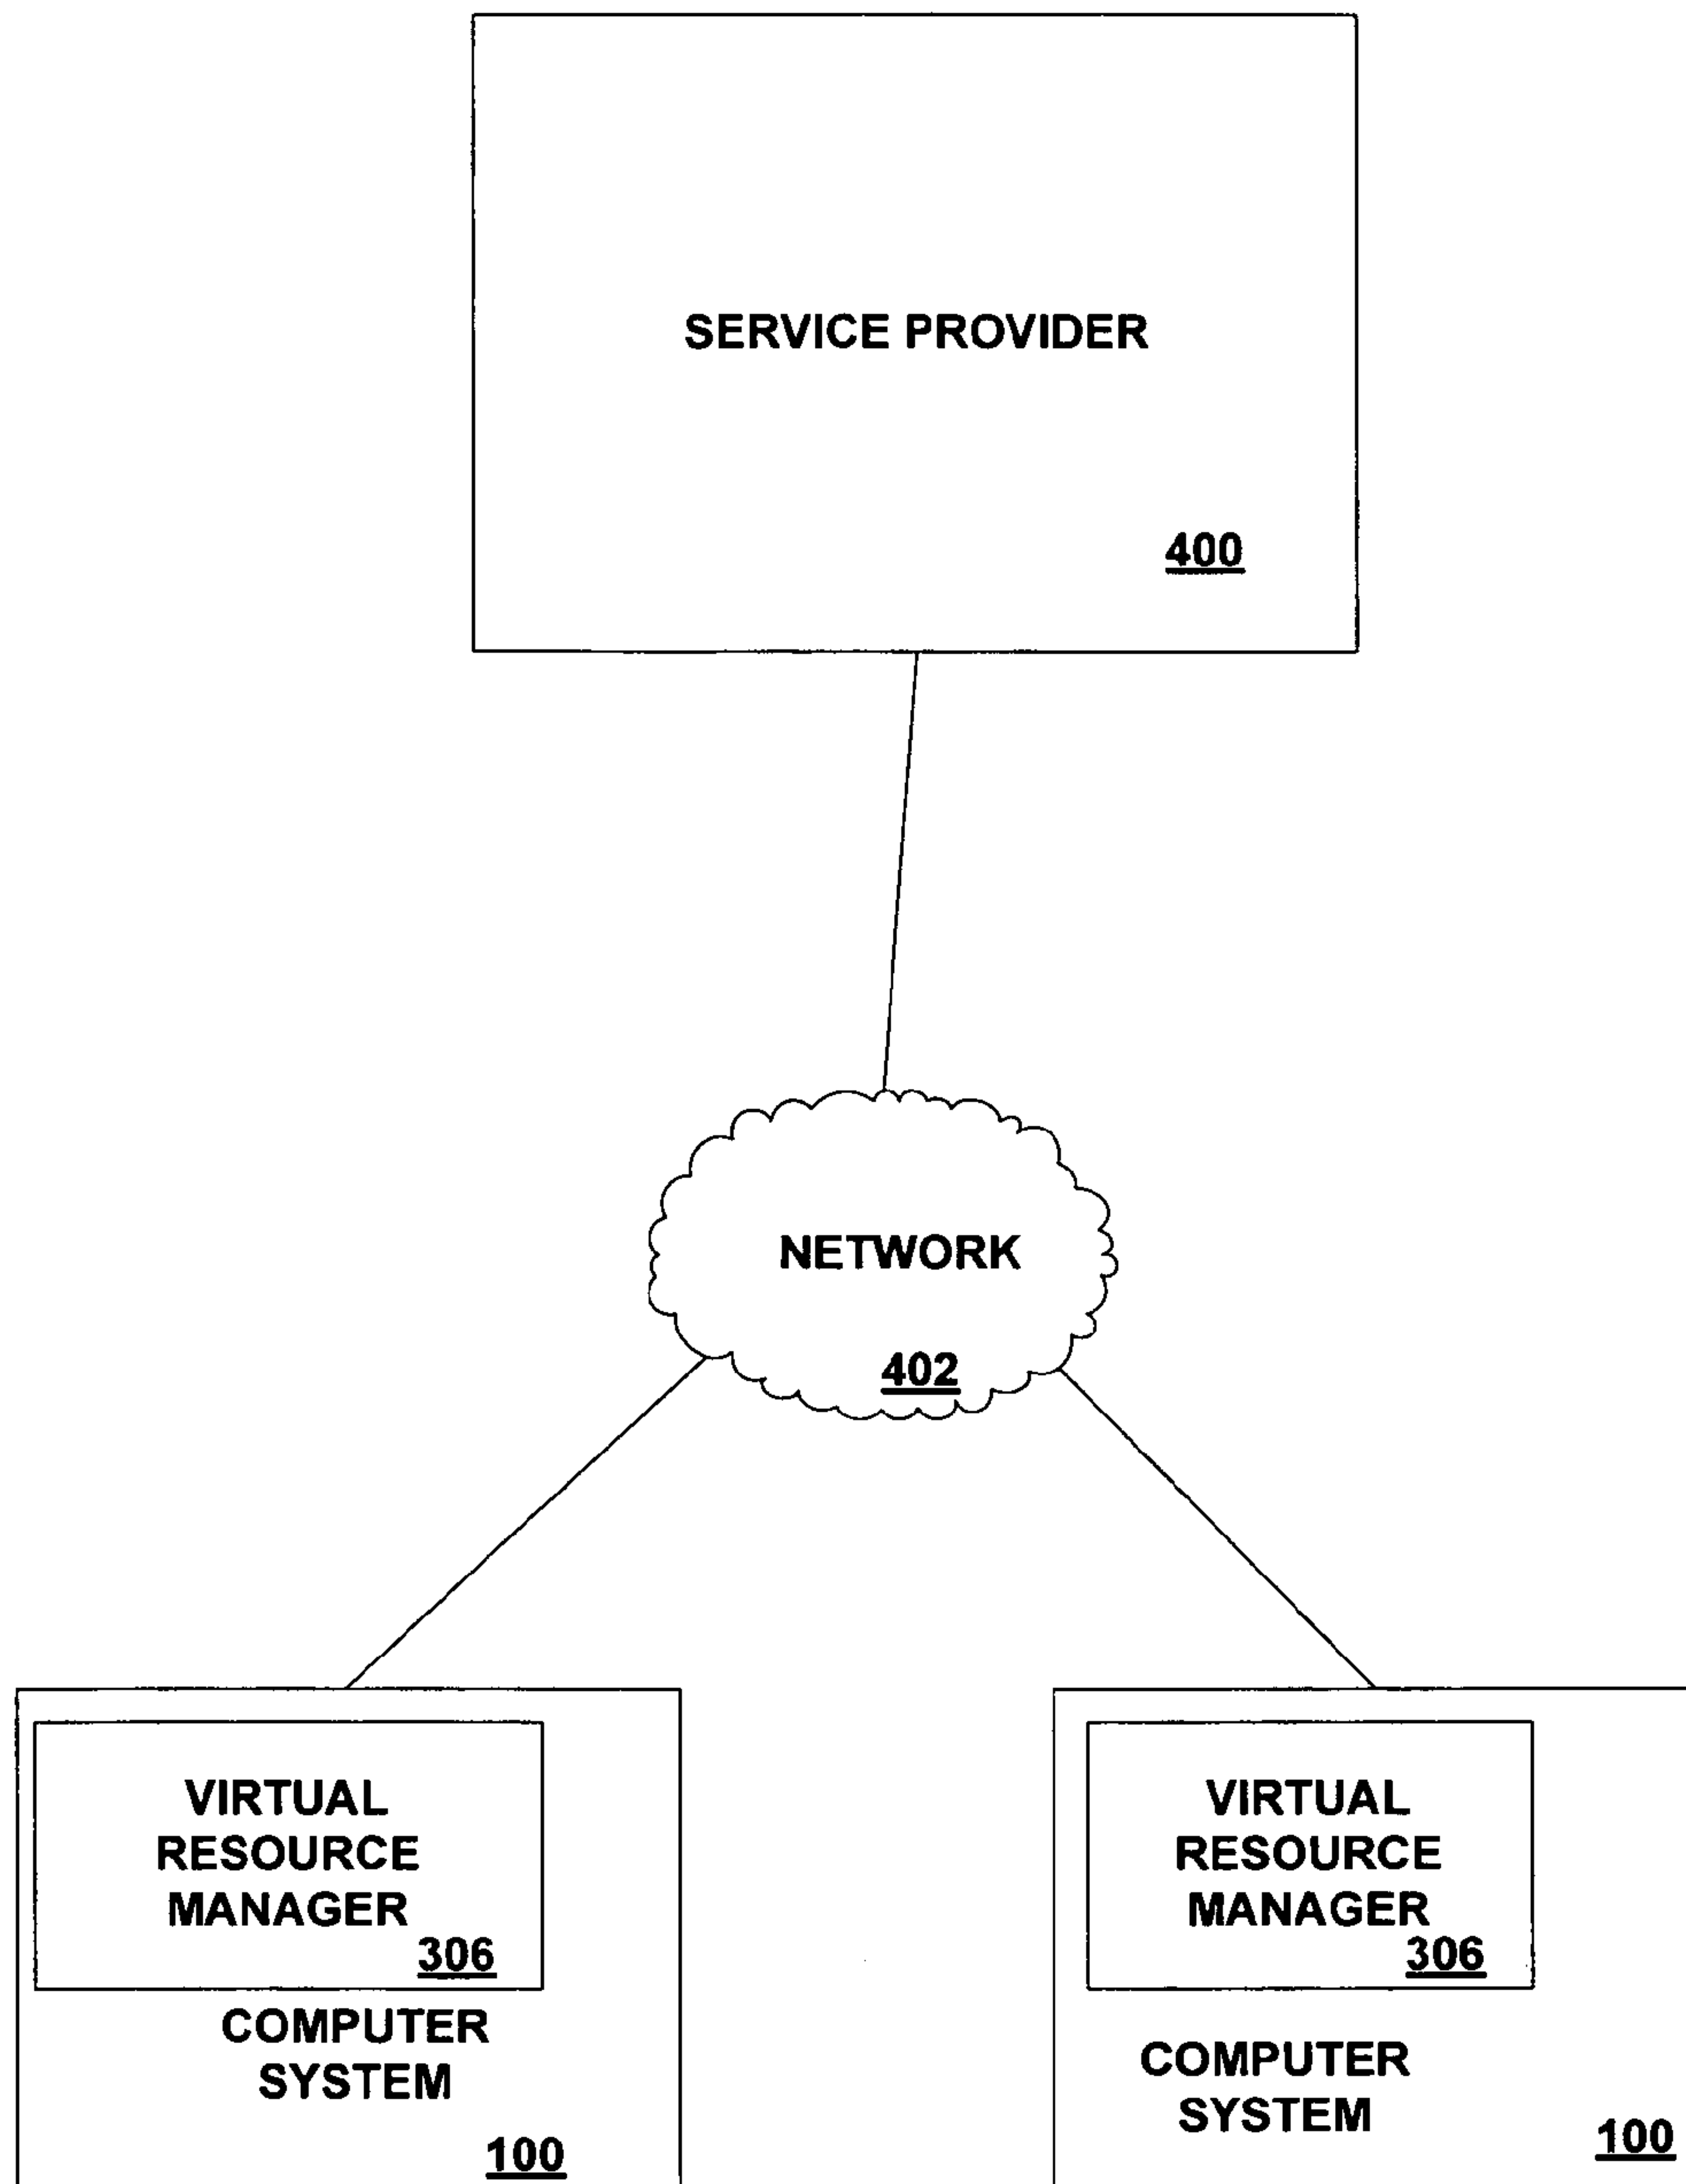 SERVICE PROVIDER
400
NETWORK
402
VIRTUAL
RESOURCE
MANAGER
306
COMPUTER
SYSTEM
100
VIRTUAL
RESOURCE
MANAGER
306
COMPUTER
SYSTEM
100